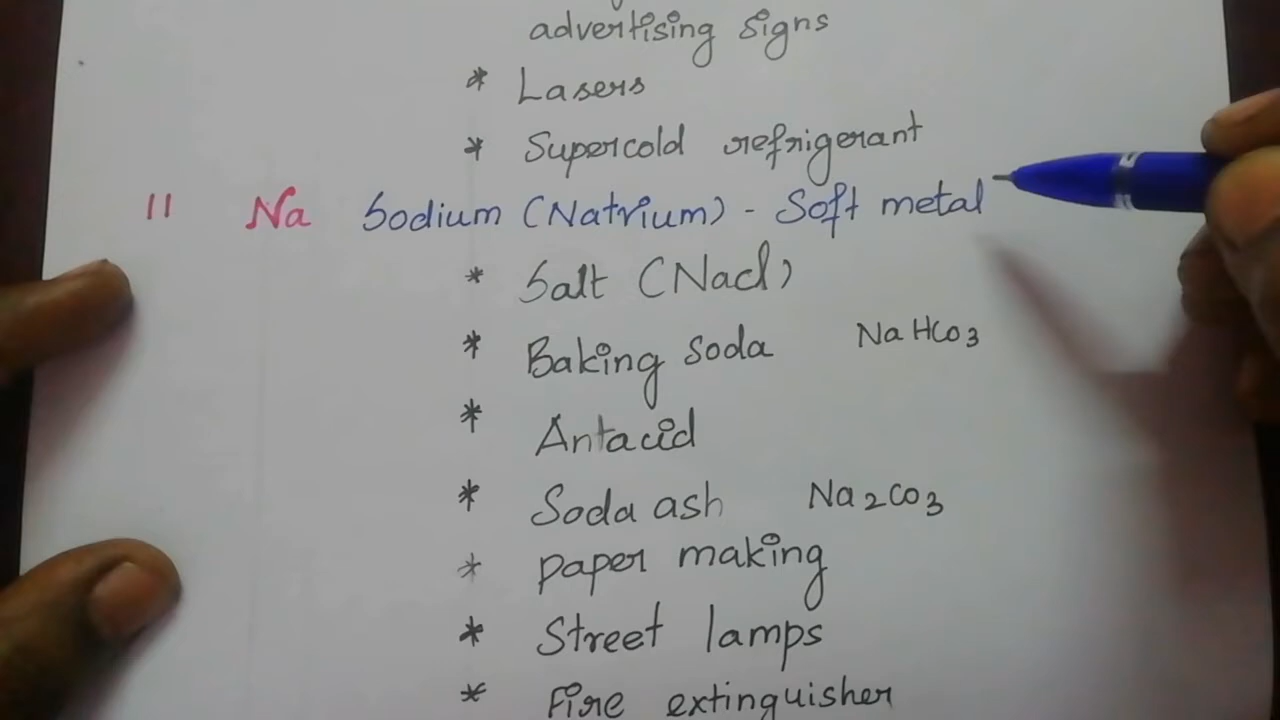 advertising signs
* Lasers
* Supercold refrigerant
11 Na Sodium (Natrium) - Soft metal
* Salt (Nacl)
* Baking soda NaHCO3
* Antacid
* Soda ash Na2CO3
* paper making
* Street lamps
* Fire extinguisher